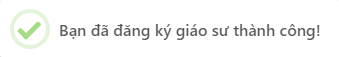 Bạn đã đăng ký giáo sư thành công!